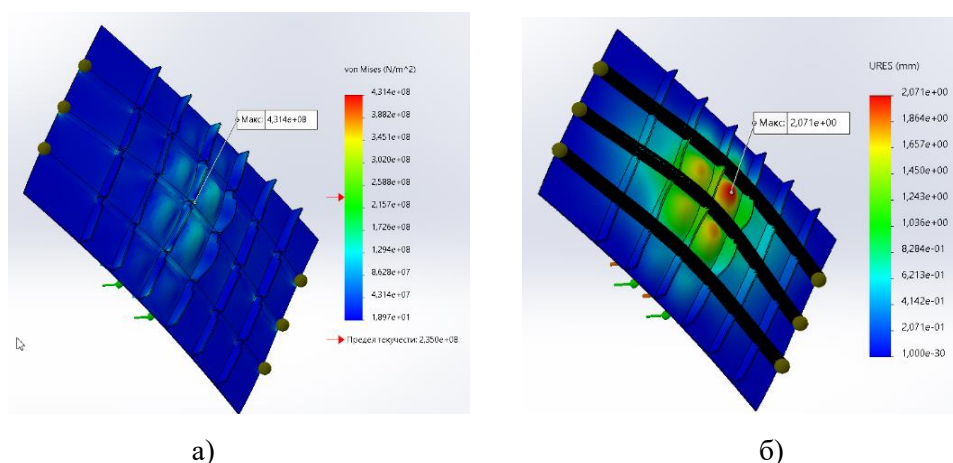 von Mises (N/m^2)
4,314e+08
3,882e+08
3,451e+08
3,020e+08
2,588e+08
2,157e+08
1,726e+08
1,294e+08
8,628e+07
4,314e+07
1,897e+01
Предел текучести: 2,350e+08
Макс: 4,314e+08
а)
URES (mm)
2,071e+00
1,864e+00
1,657e+00
1,450e+00
1,243e+00
1,036e+00
8,284e-01
6,213e-01
4,142e-01
2,071e-01
1,000e-30
Макс: 2,071e+00
б)